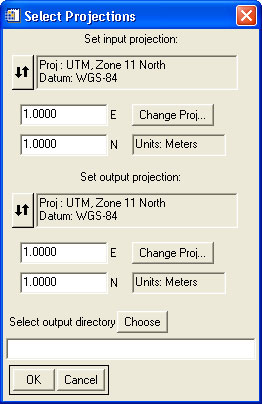 Select Projections
Set input projection:
Proj : UTM, Zone 11 North
Datum: WGS-84
1.0000 E Change Proj...
1.0000 N Units: Meters
Set output projection:
Proj : UTM, Zone 11 North
Datum: WGS-84
1.0000 E Change Proj...
1.0000 N Units: Meters
Select output directory Choose
OK Cancel